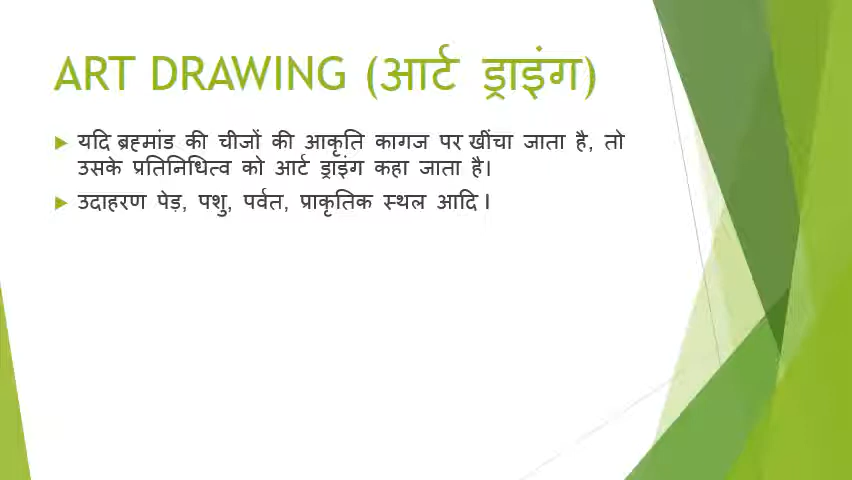 ART DRAWING (आर्ट ड्राइंग)
यदि ब्रह्मांड की चीजों की आकृति कागज पर खींचा जाता है, तो
उसके प्रतिनिधित्व को आर्ट ड्राइंग कहा जाता है।
उदाहरण पेड़, पशु, पर्वत, प्राकृतिक स्थल आदि l